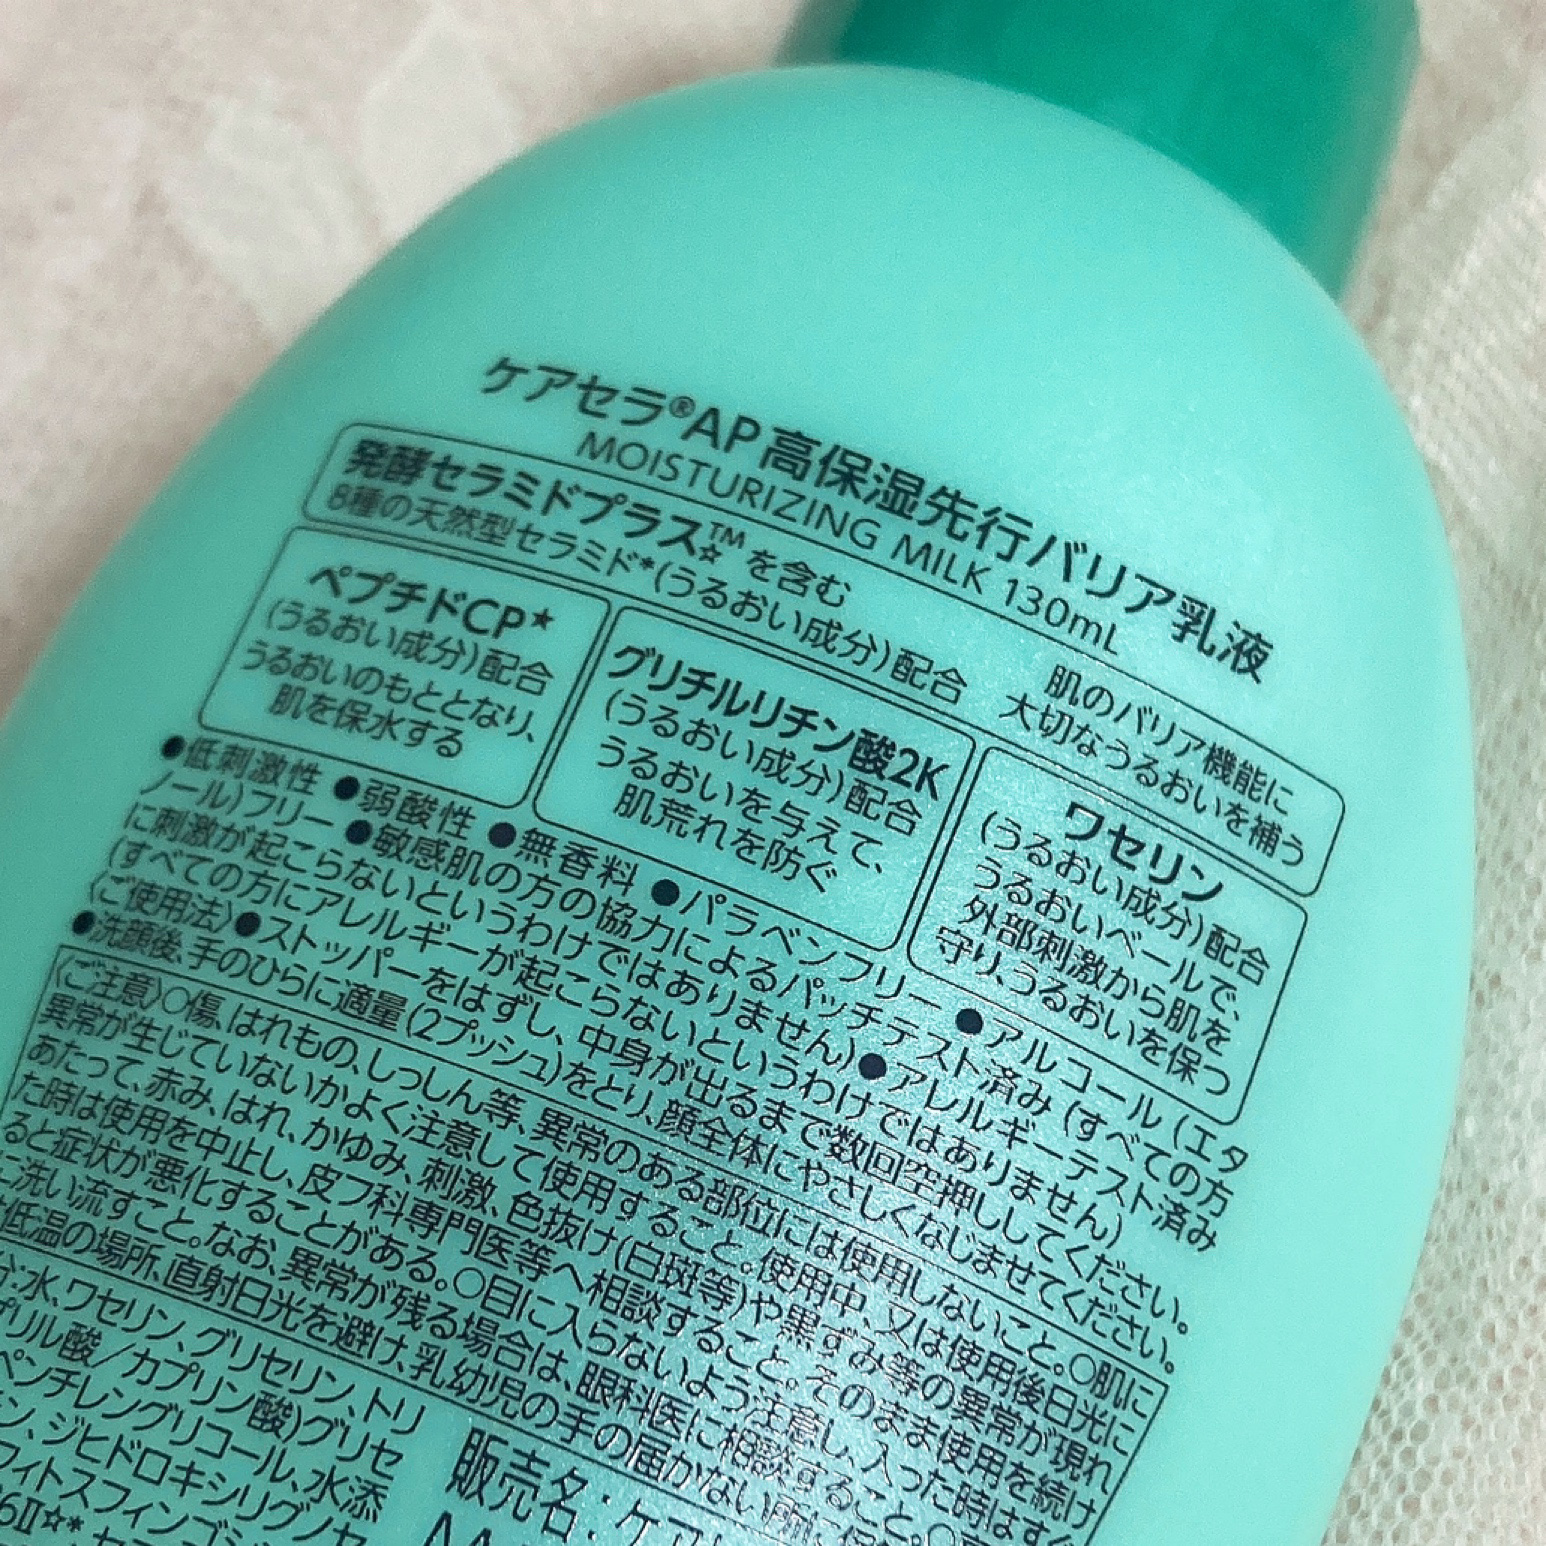 ケアセラ®AP高保湿先行バリア乳液
MOISTURIZING MILK 130mL
発酵セラミドプラス☆™を含む
8種の天然型セラミド*(うるおい成分)配合
肌のバリア機能に
大切なうるおいを補う
ペプチドCP★
(うるおい成分)配合
うるおいのもととなり、
肌を保水する
グリチルリチン酸2K
(うるおい成分)配合
うるおいを与えて、
肌荒れを防ぐ
ワセリン
(うるおい成分)配合
うるおいベールで、
外部刺激から肌を
守り、うるおいを保つ
●低刺激性 ●弱酸性 ●無香料 ●パラベンフリー ●アルコール(エタ
ノール)フリー ●敏感肌の方の協力によるパッチテスト済み(すべての方
に刺激が起こらないというわけではありません) ●アレルギーテスト済み
(すべての方にアレルギーが起こらないというわけではありません)
〈ご使用法〉●ストッパーをはずし、中身が出るまで数回空押ししてください。
●洗顔後、手のひらに適量(2プッシュ)をとり、顔全体にやさしくなじませてください。
〈ご注意〉○傷、はれもの、しっしん等、異常のある部位には使用しないこと。○肌に
異常が生じていないかよく注意して使用すること。使用中、又は使用後日光に
あたって、赤み、はれ、かゆみ、刺激、色抜け(白斑等)や黒ずみ等の異常が現れ
た時は使用を中止し、皮フ科専門医等へ相談すること。そのまま使用を続け
ると症状が悪化することがある。○目に入らないよう注意し、入った時はすぐ
に洗い流すこと。なお、異常が残る場合は、眼科医に相談すること。○
低温の場所、直射日光を避け、乳幼児の手の届かない所に
分:水、ワセリン、グリセリン、トリ
プリル酸/カプリン酸)グリセ
ペンチレングリコール、水添
ン、ジヒドロキシリグノセ
フィトスフィンゴシ
6Ⅱ☆*
販売名:ケア